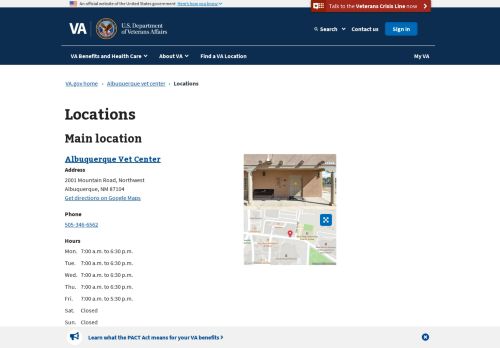 An official website of the United States government Here's how you know
Talk to the Veterans Crisis Line now
VA
U.S. Department
of Veterans Affairs
Search
Contact us
Sign in
VA Benefits and Health Care
About VA
Find a VA Location
My VA
VA.gov home › Albuquerque vet center › Locations
Locations
Main location
Albuquerque Vet Center
Address
2001 Mountain Road, Northwest
Albuquerque, NM 87104
Get directions on Google Maps
Phone
505-346-6562
Hours
Mon. 7:00 a.m. to 6:30 p.m.
Tue. 7:00 a.m. to 6:30 p.m.
Wed. 7:00 a.m. to 6:30 p.m.
Thu. 7:00 a.m. to 6:30 p.m.
Fri. 7:00 a.m. to 5:30 p.m.
Sat. Closed
Sun. Closed
Learn what the PACT Act means for your VA benefits